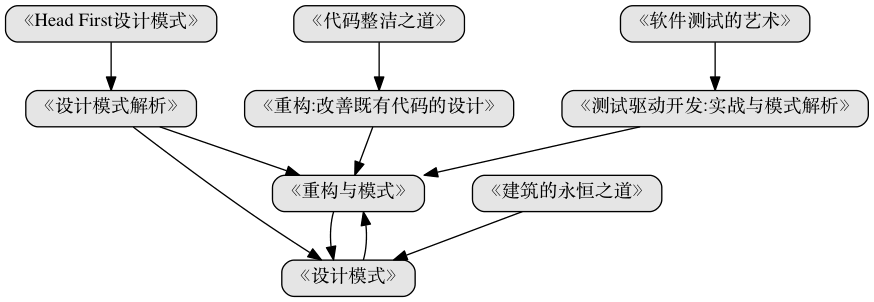 《Head First设计模式》
《代码整洁之道》
《软件测试的艺术》
《设计模式解析》
《重构:改善既有代码的设计》
《测试驱动开发:实战与模式解析》
《重构与模式》
《建筑的永恒之道》
《设计模式》